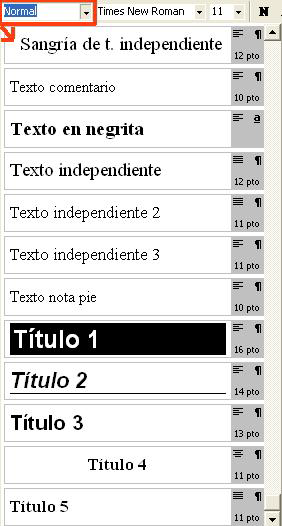 Normal Times New Roman 11 N
Sangría de t. independiente ¶
12 pto
Texto comentario ¶
10 pto
Texto en negrita a
Texto independiente ¶
12 pto
Texto independiente 2 ¶
11 pto
Texto independiente 3 ¶
11 pto
Texto nota pie ¶
10 pto
Título 1 ¶
16 pto
Título 2 ¶
14 pto
Título 3 ¶
13 pto
Título 4 ¶
11 pto
Título 5 ¶
11 pto